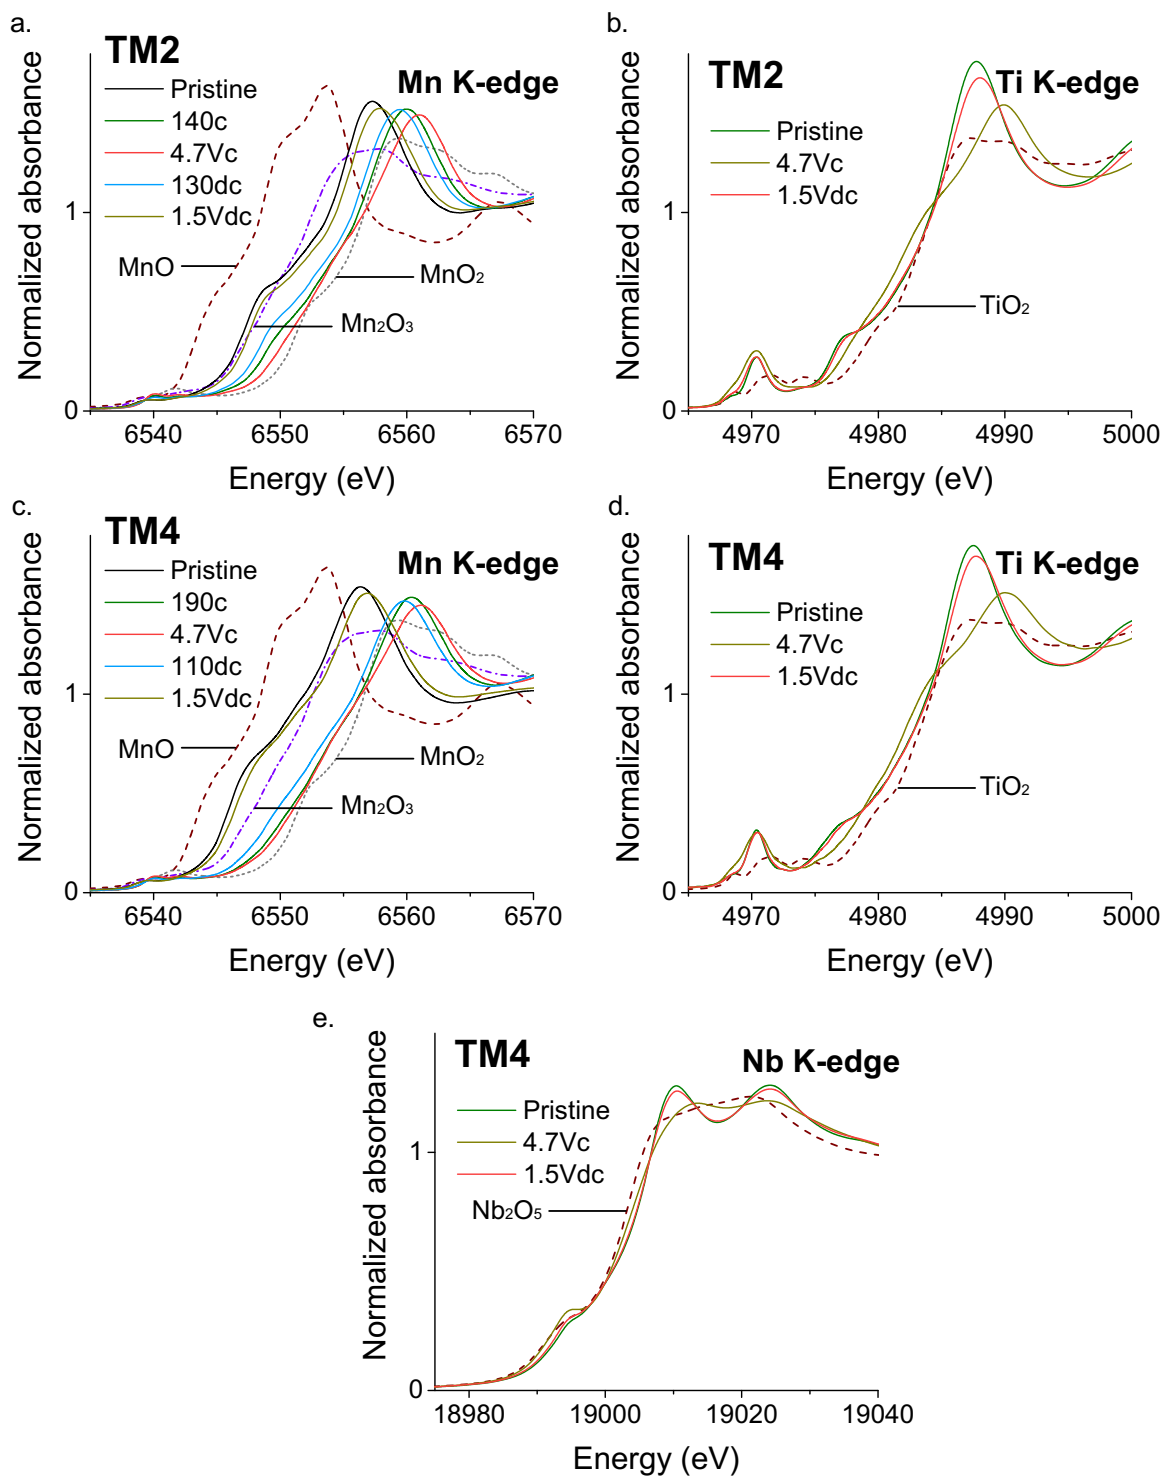 a.
TM2
Mn K-edge
Pristine
140c
4.7Vc
130dc
1.5Vdc
MnO
MnO₂
Mn₂O₃
Normalized absorbance
1
0
6540 6550 6560 6570
Energy (eV)
b.
TM2
Ti K-edge
Pristine
4.7Vc
1.5Vdc
TiO₂
Normalized absorbance
1
0
4970 4980 4990 5000
Energy (eV)
c.
TM4
Mn K-edge
Pristine
190c
4.7Vc
110dc
1.5Vdc
MnO
MnO₂
Mn₂O₃
Normalized absorbance
1
0
6540 6550 6560 6570
Energy (eV)
d.
TM4
Ti K-edge
Pristine
4.7Vc
1.5Vdc
TiO₂
Normalized absorbance
1
0
4970 4980 4990 5000
Energy (eV)
e.
TM4
Nb K-edge
Pristine
4.7Vc
1.5Vdc
Nb₂O₅
Normalized absorbance
1
0
18980 19000 19020 19040
Energy (eV)